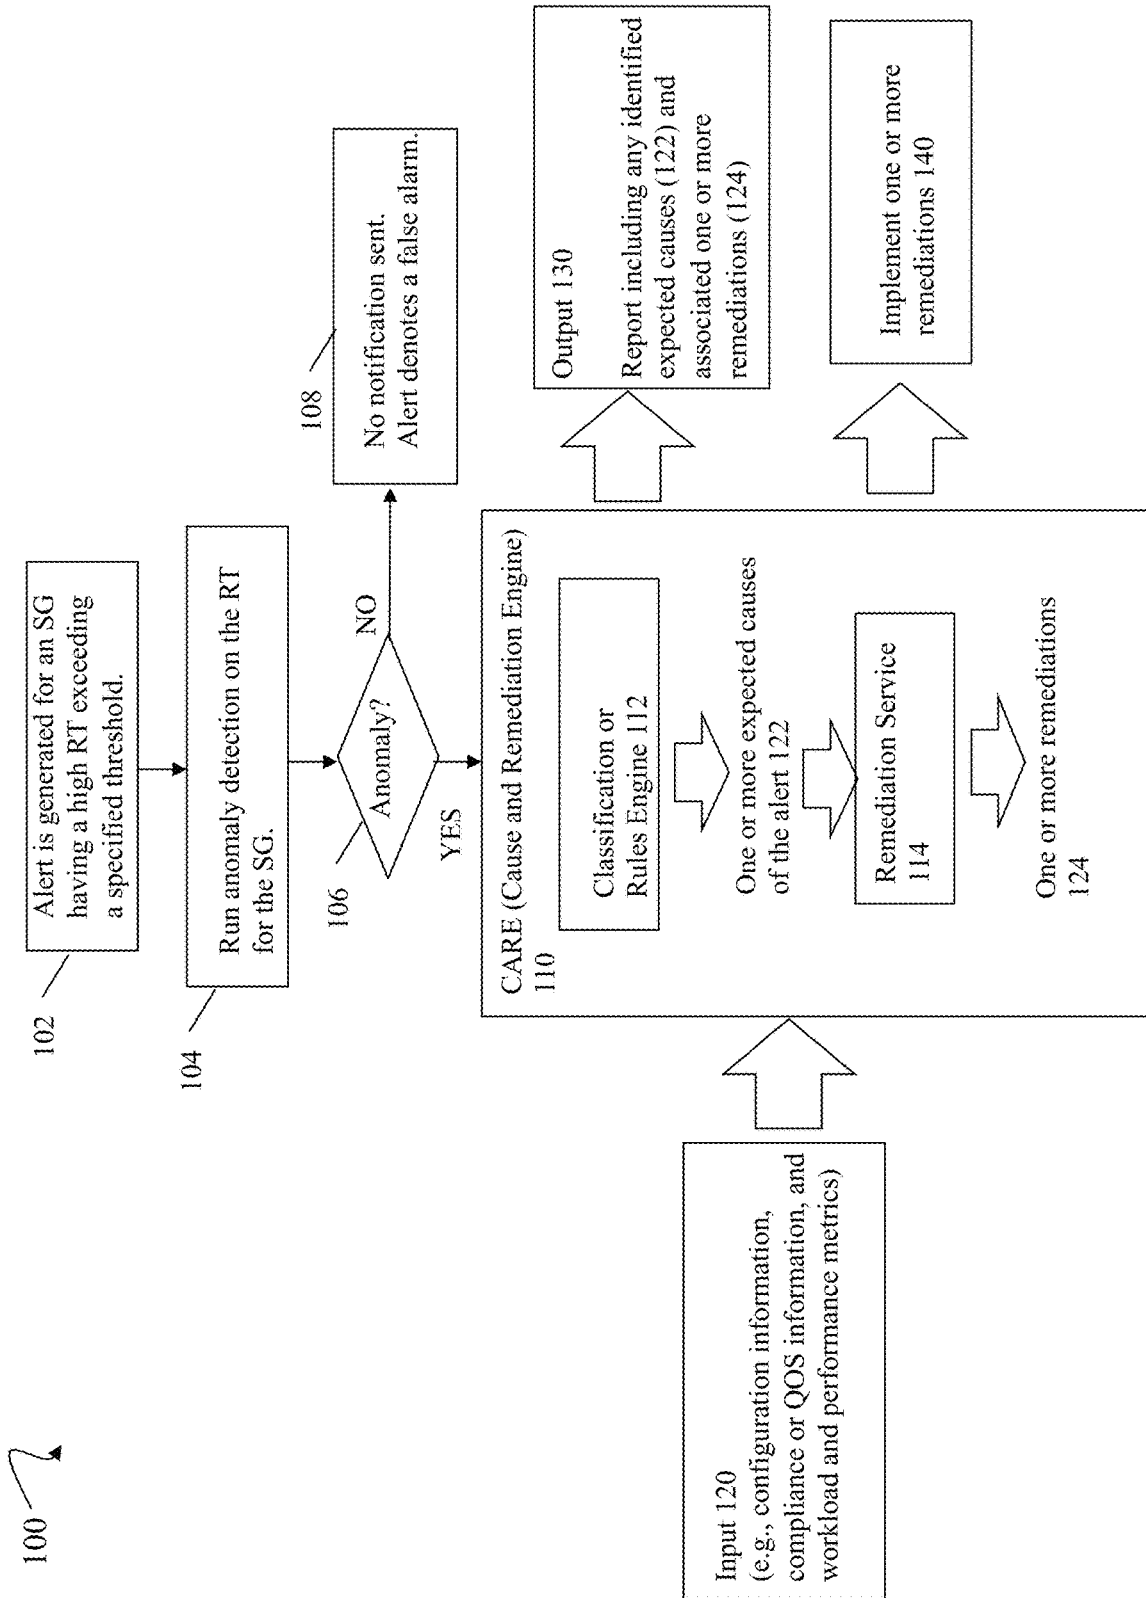 100
102
Alert is generated for an SG
having a high RT exceeding
a specified threshold.
104
Run anomaly detection on the RT
for the SG.
106
Anomaly?
NO
YES
108
No notification sent.
Alert denotes a false alarm.
CARE (Cause and Remediation Engine)
110
Classification or
Rules Engine 112
One or more expected causes
of the alert 122
Remediation Service
114
One or more remediations
124
Input 120
(e.g., configuration information,
compliance or QOS information, and
workload and performance metrics)
Output 130
Report including any identified
expected causes (122) and
associated one or more
remediations (124)
Implement one or more
remediations 140